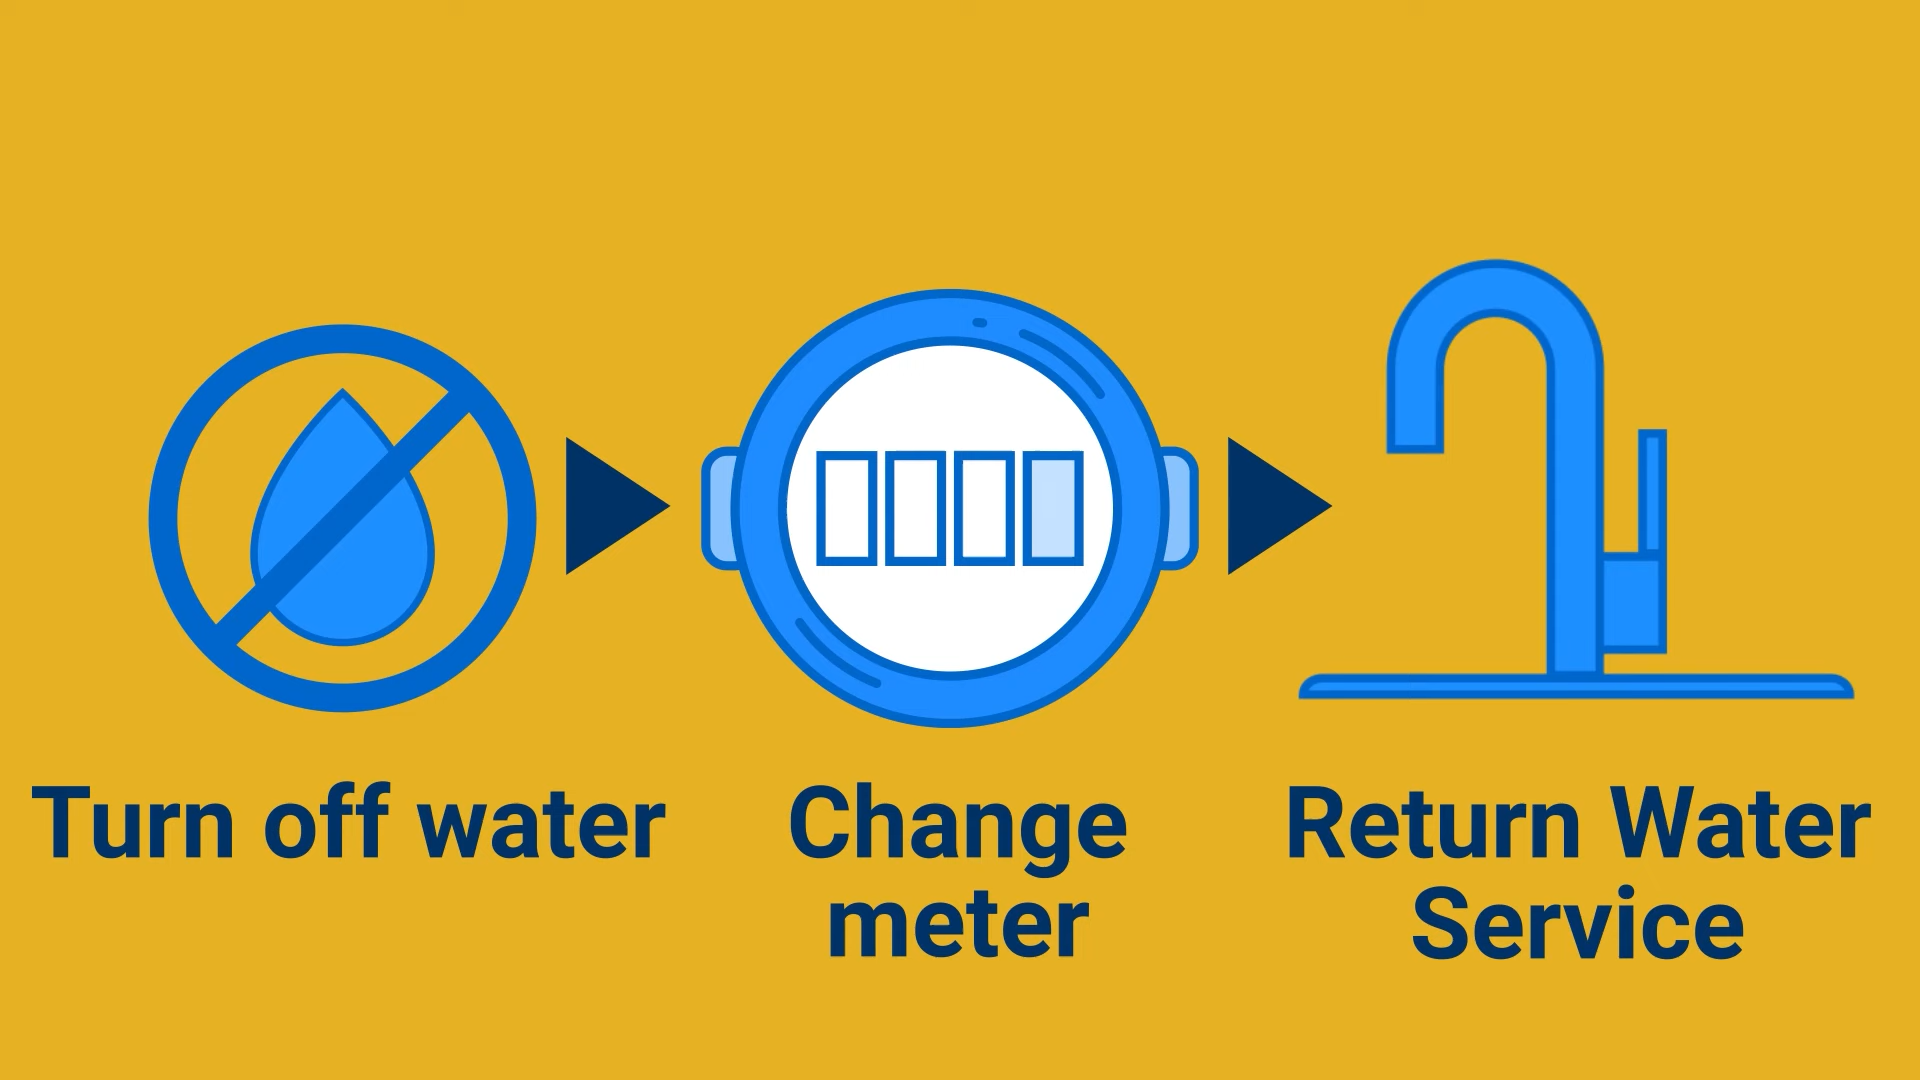 Turn off water
Change
meter
Return Water
Service